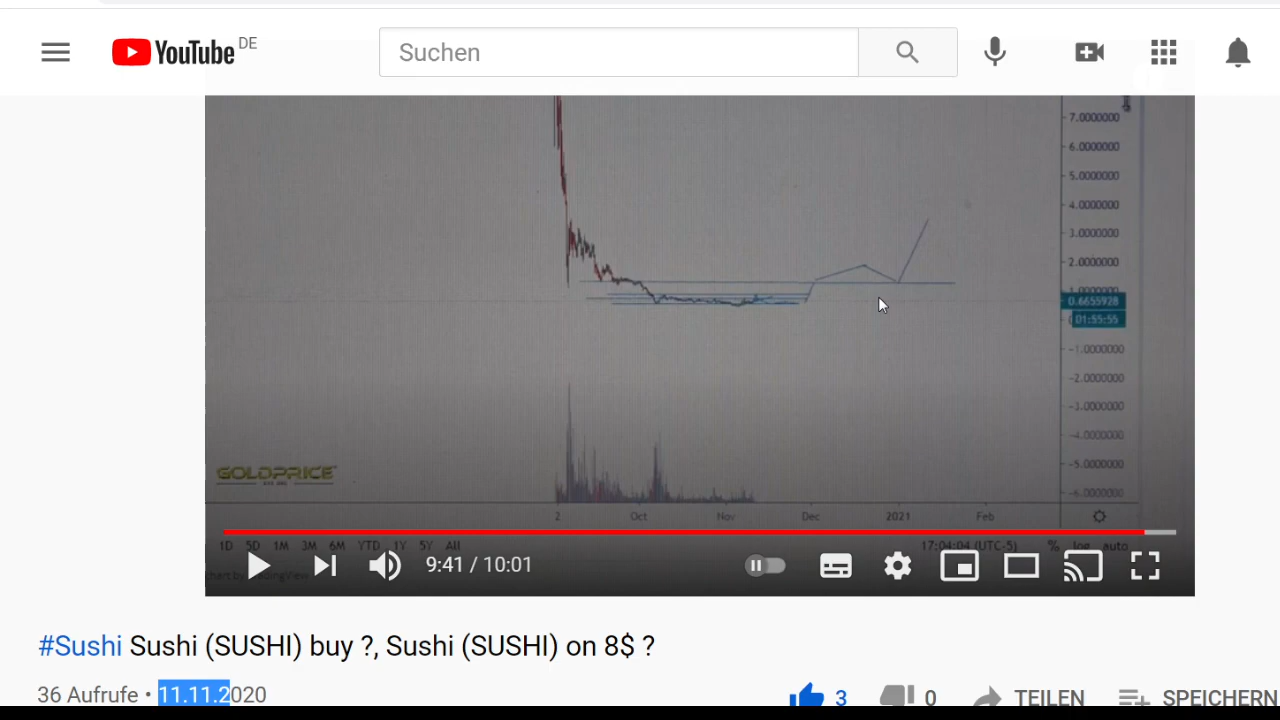 YouTube DE
Suchen
7.0000000
6.0000000
5.0000000
4.0000000
3.0000000
2.0000000
1.0000000
0.6655928
01:55:55
-1.0000000
-2.0000000
-3.0000000
-4.0000000
-5.0000000
-6.0000000
GOLDPRICE
2 Oct Nov Dec 2021 Feb
1D 5D 1M 3M 6M YTD 1Y 5Y All 17:04:04 (UTC-5) % log auto
9:41 / 10:01
#Sushi Sushi (SUSHI) buy ?, Sushi (SUSHI) on 8$ ?
36 Aufrufe • 11.11.2020 3 0 TEILEN SPEICHERN